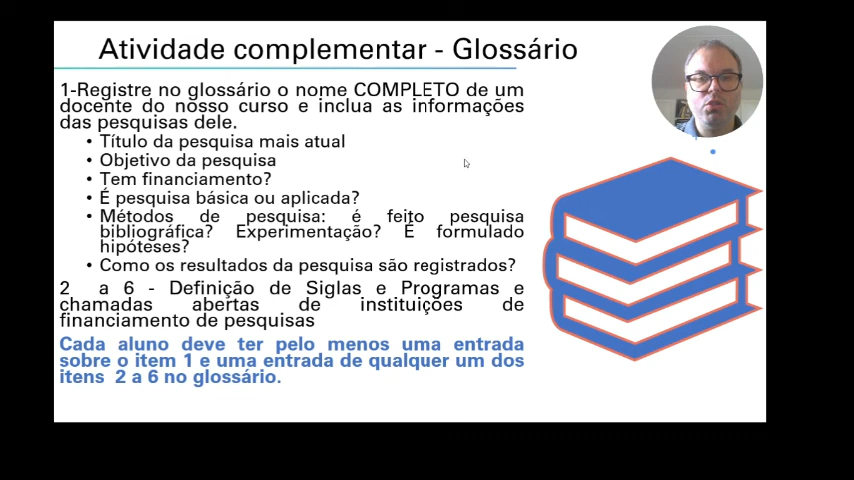 Atividade complementar - Glossário
1-Registre no glossário o nome COMPLETO de um
docente do nosso curso e inclua as informações
das pesquisas dele.
• Título da pesquisa mais atual
• Objetivo da pesquisa
• Tem financiamento?
• É pesquisa básica ou aplicada?
• Métodos de pesquisa: é feito pesquisa
bibliográfica? Experimentação? É formulado
hipóteses?
• Como os resultados da pesquisa são registrados?
2 a 6 - Definição de Siglas e Programas e
chamadas abertas de instituições de
financiamento de pesquisas
Cada aluno deve ter pelo menos uma entrada
sobre o item 1 e uma entrada de qualquer um dos
itens 2 a 6 no glossário.